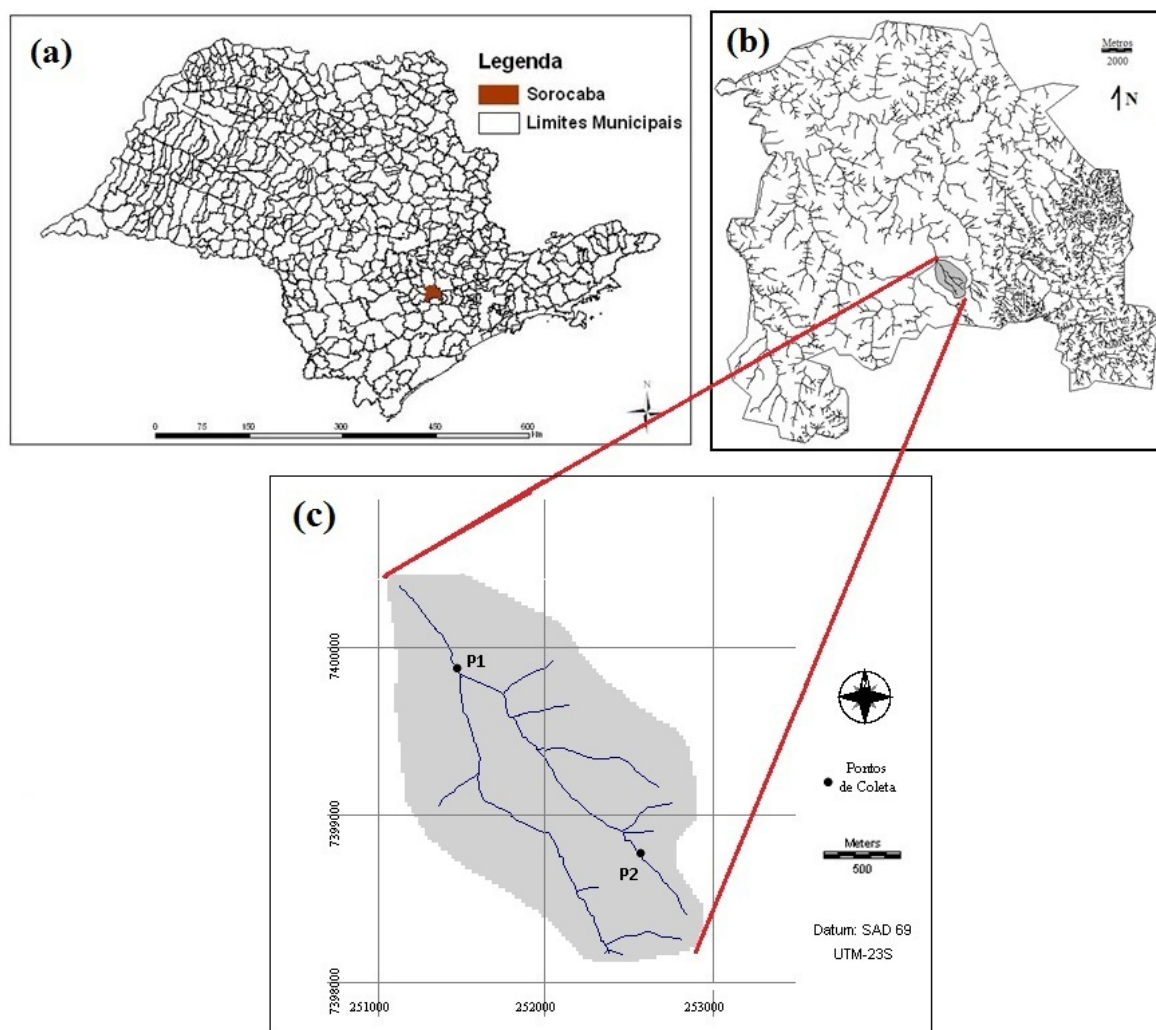 (a)
Legenda
Sorocaba
Limites Municipais
N
0 75 150 300 450 600
Km
(b)
Metros
2000
N
(c)
7400000
7399000
7398000
P1
P2
251000 252000 253000
N
Pontos
de Coleta
Meters
500
Datum: SAD 69
UTM-23S